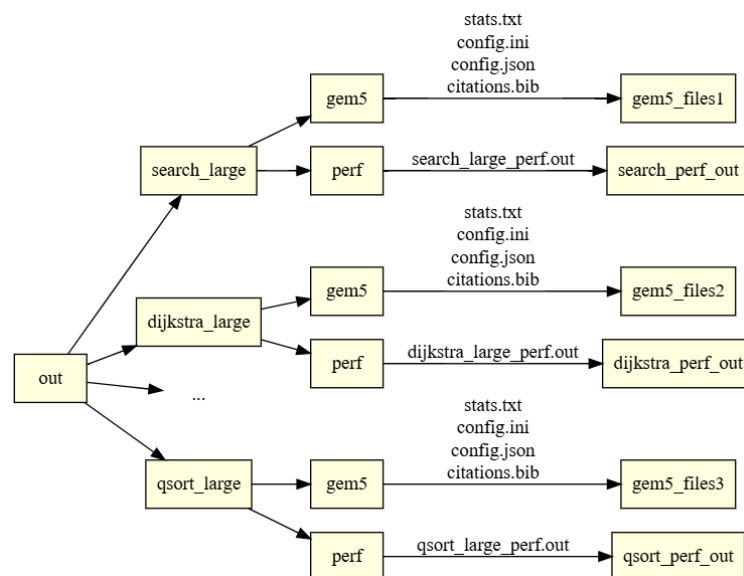 stats.txt
config.ini
config.json
citations.bib
gem5
gem5_files1
search_large
perf
search_large_perf.out
search_perf_out
stats.txt
config.ini
config.json
citations.bib
gem5
gem5_files2
dijkstra_large
perf
dijkstra_large_perf.out
dijkstra_perf_out
out
...
stats.txt
config.ini
config.json
citations.bib
gem5
gem5_files3
qsort_large
perf
qsort_large_perf.out
qsort_perf_out